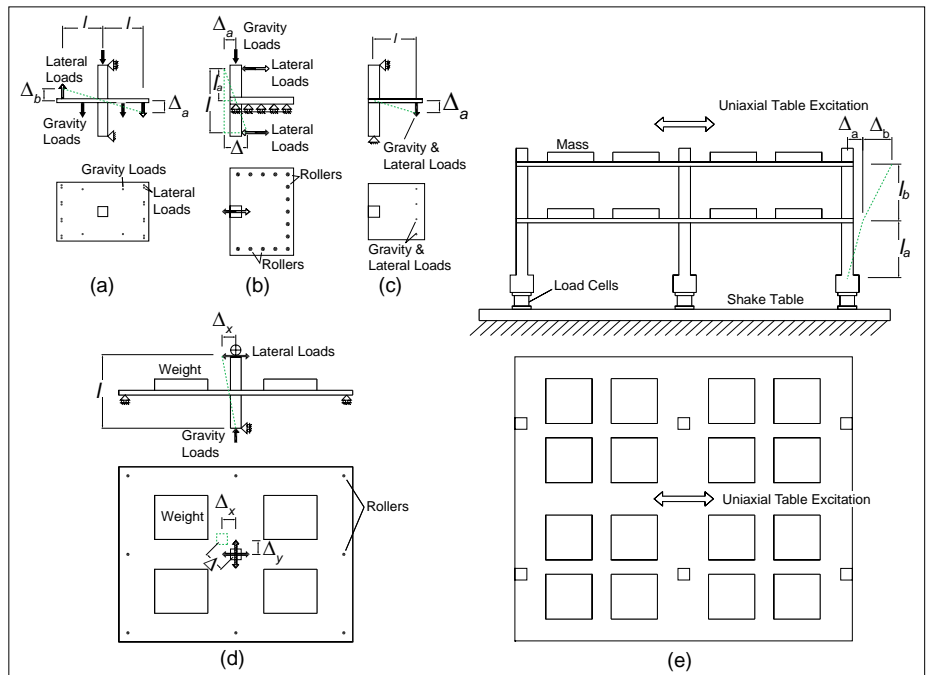 l
l
Lateral
Loads
Δb
Δa
Gravity
Loads
Gravity Loads
Lateral
Loads
(a)
Δa
Gravity
Loads
Lateral
Loads
la
l
Lateral
Loads
Δ
Rollers
Rollers
(b)
l
Δa
Gravity &
Lateral Loads
Gravity &
Lateral Loads
(c)
Δx
Lateral Loads
Weight
l
Gravity
Loads
Rollers
Δx
Weight
Δy
Δ
(d)
Uniaxial Table Excitation
Δa
Δb
Mass
lb
la
Load Cells
Shake Table
Uniaxial Table Excitation
(e)